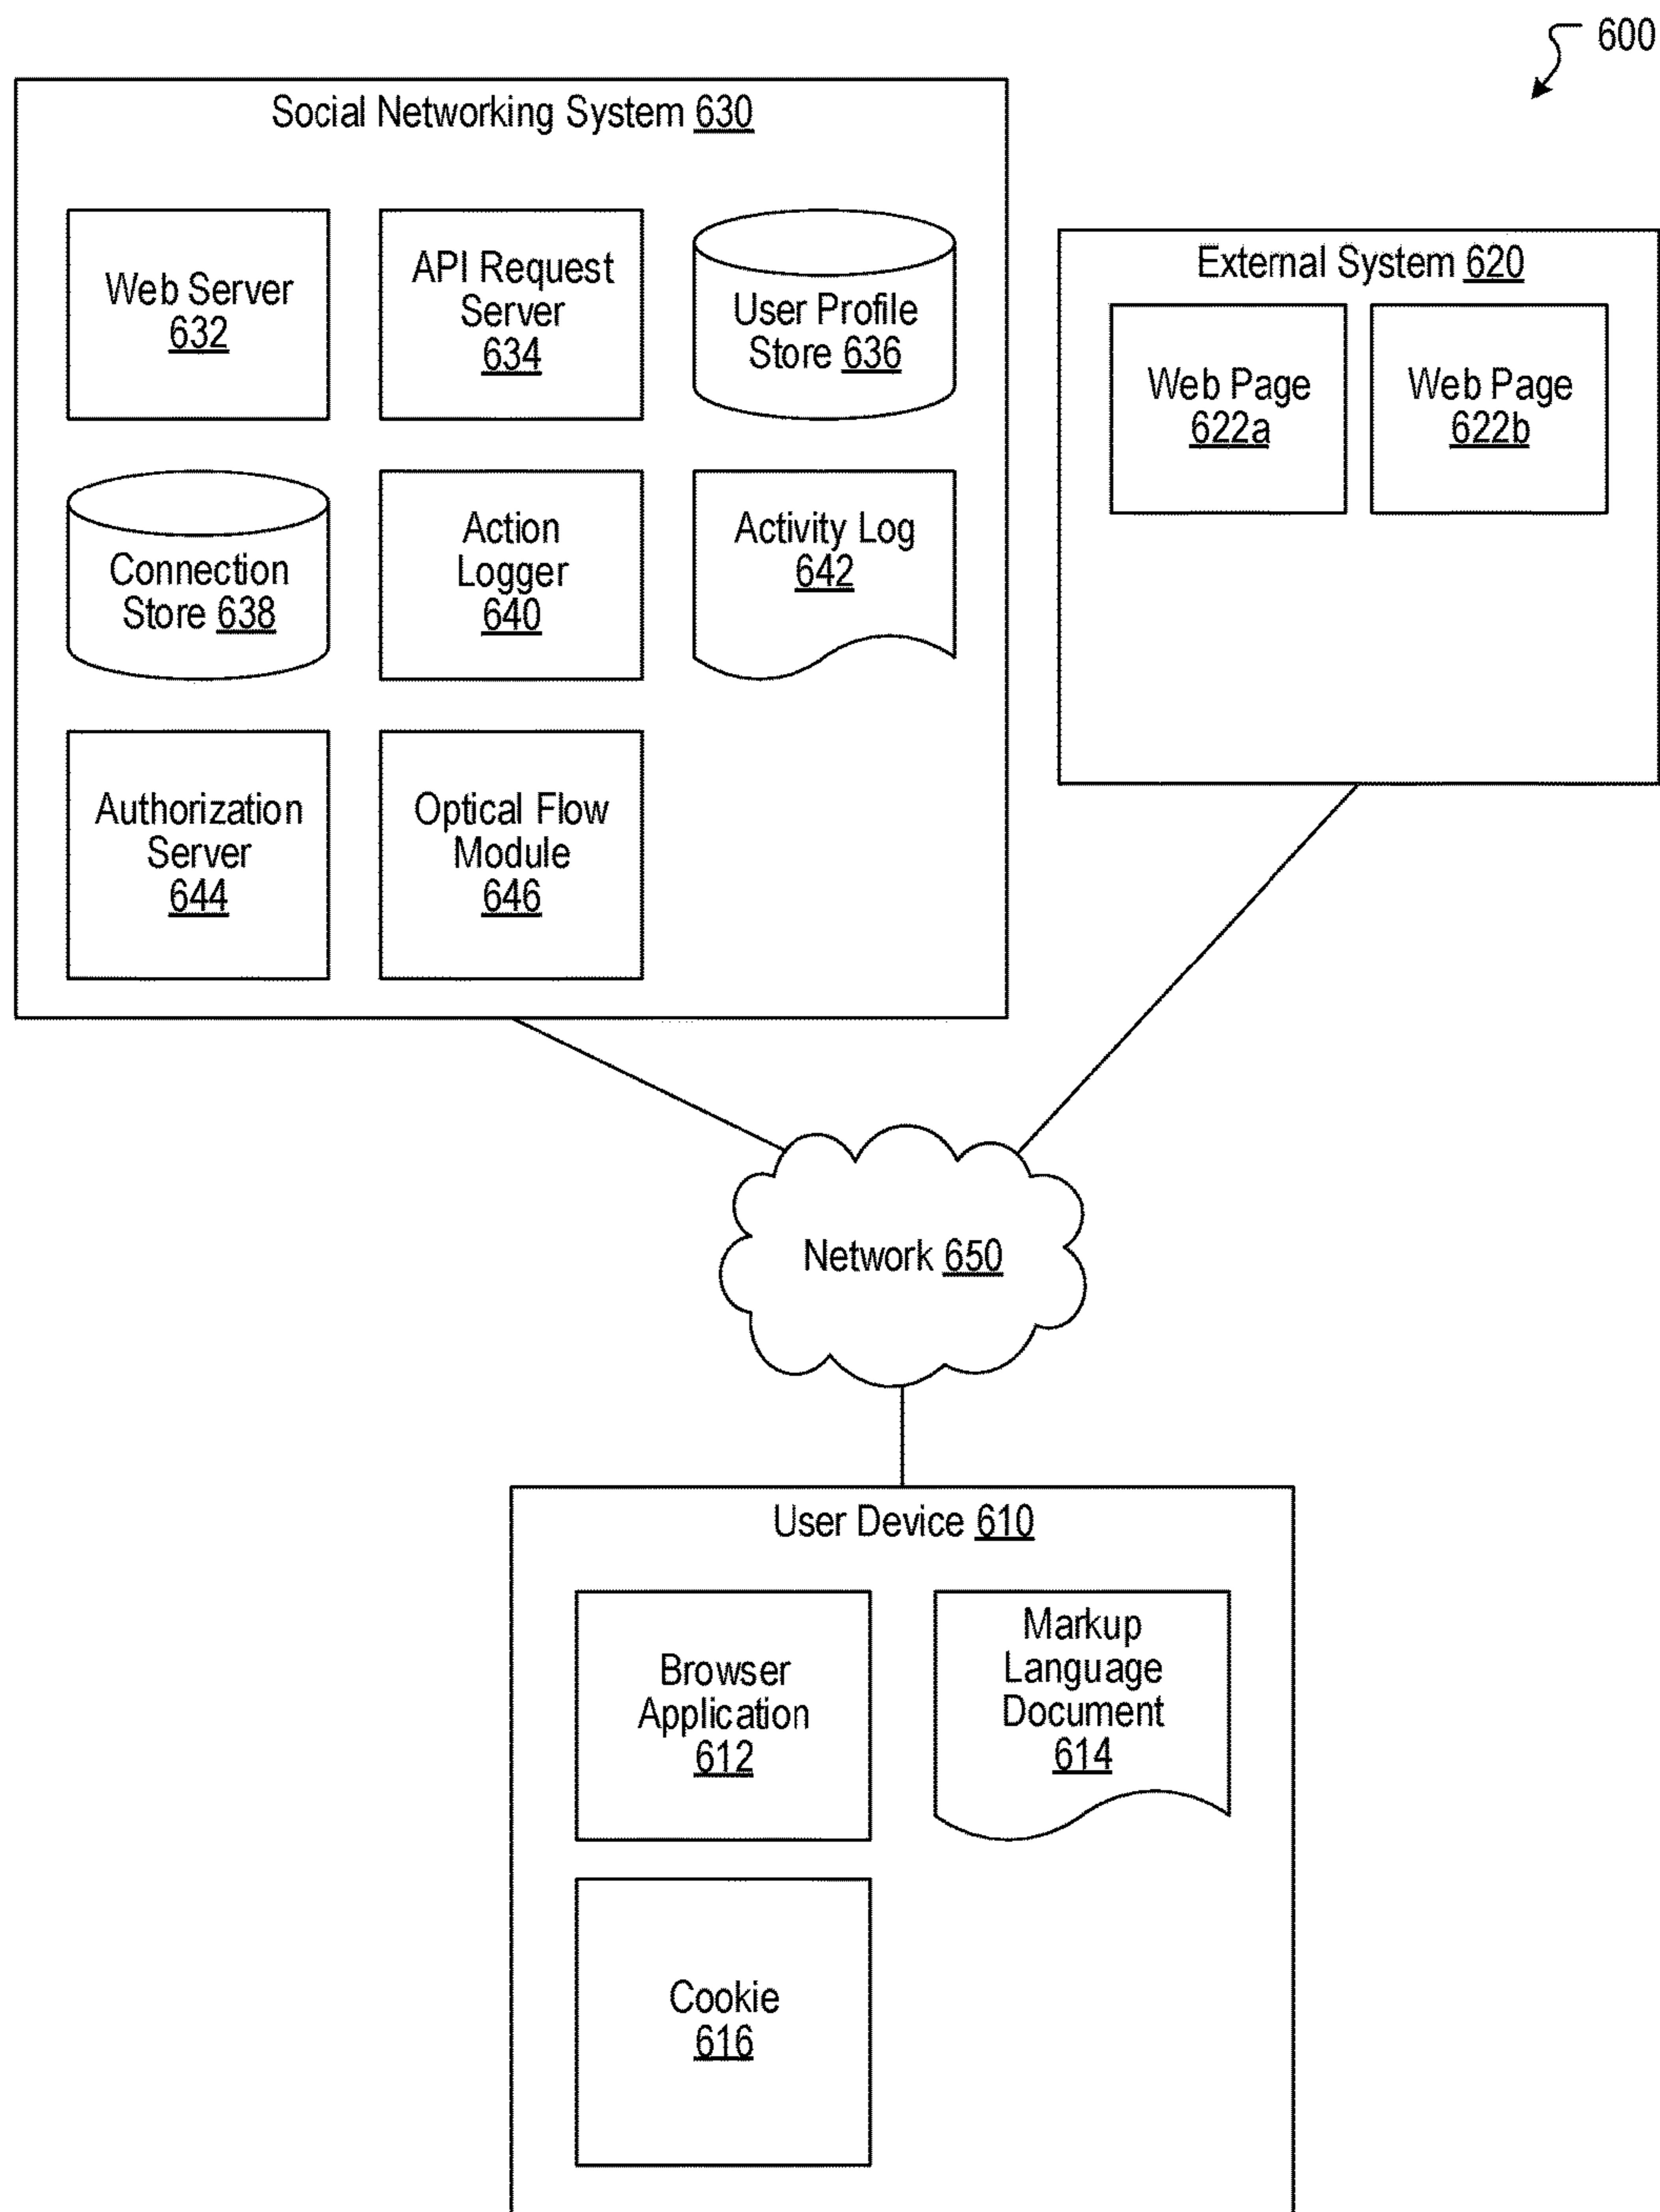 600
Social Networking System 630
Web Server
632
API Request
Server
634
User Profile
Store 636
Connection
Store 638
Action
Logger
640
Activity Log
642
Authorization
Server
644
Optical Flow
Module
646
External System 620
Web Page
622a
Web Page
622b
Network 650
User Device 610
Browser
Application
612
Markup
Language
Document
614
Cookie
616